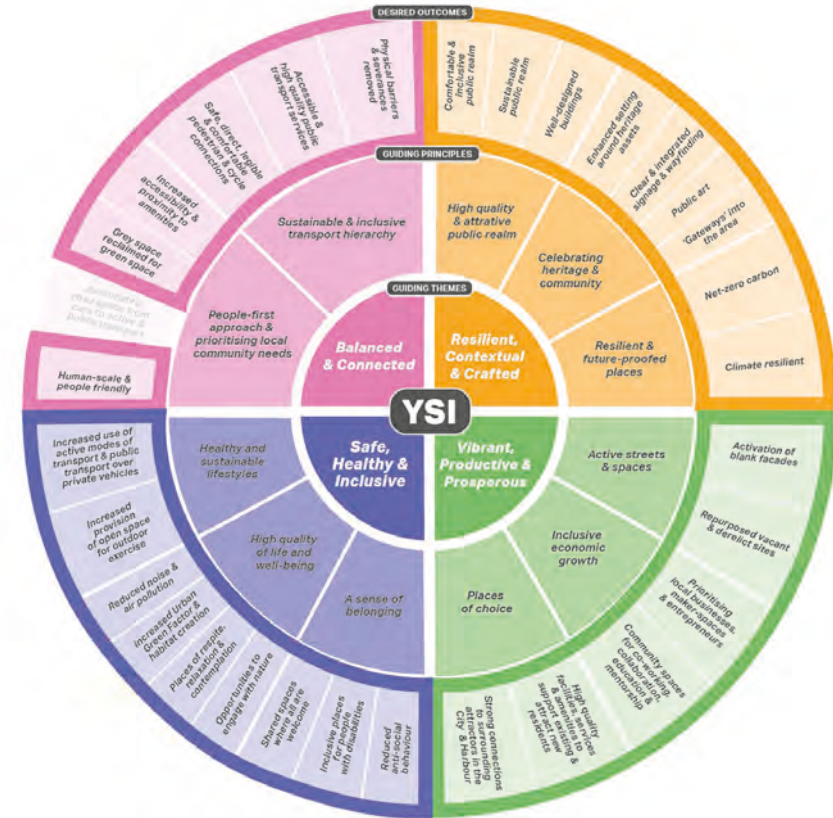 DESIRED OUTCOMES
Physical barriers
& severances
removed
Accessible &
high quality public
transport services
Safe, direct, legible
& comfortable
pedestrian & cycle
connections
Increased
accessibility &
proximity to
amenities
Grey space
reclaimed for
green space
cars to active &
public transport
Human-scale &
people friendly
Comfortable &
inclusive public realm
Sustainable
public realm
Well-designed
buildings
Enhanced setting
around heritage
assets
Clear & integrated
signage & wayfinding
Public art
'Gateways' into
the area
Net-zero carbon
Climate resilient
GUIDING PRINCIPLES
Sustainable & inclusive
transport hierarchy
People-first
approach &
prioritising local
community needs
High quality
& attrative
public realm
Celebrating
heritage &
community
Resilient &
future-proofed
places
GUIDING THEMES
Balanced
& Connected
Resilient,
Contextual
& Crafted
YSI
Safe,
Healthy &
Inclusive
Vibrant,
Productive &
Prosperous
Healthy and
sustainable
lifestyles
High quality
of life and
well-being
A sense of
belonging
Active streets
& spaces
Inclusive
economic
growth
Places
of choice
Increased use of
active modes of
transport & public
transport over
private vehicles
Increased
provision
of open space
for outdoor
exercise
Reduced noise &
air pollution
increased Urban
Green Factor &
habitat creation
Places of respite,
relaxation &
contemplation
Opportunities to
engage with nature
Shared spaces
where all are
welcome
Inclusive places
for people
with disabilities
Reduced
anti-social
behaviour
Activation of
blank facades
Repurposed vacant
& derelict sites
Prioritising
local businesses,
maker-spaces
& entrepreneurs
Community spaces
for co-working,
collaboration,
education &
mentorship
High quality
facilities, services
& amenities to
support existing &
attract new
residents
Strong connections
to surrounding
attractors in the
City & Harbour